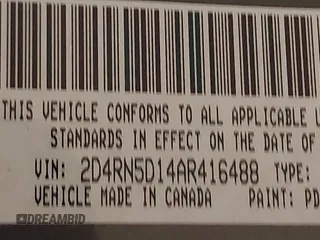 THIS VEHICLE CONFORMS TO ALL APPLICABLE
STANDARDS IN EFFECT ON THE DATE OF
VIN: 2D4RN5D14AR416488 TYPE:
VEHICLE MADE IN CANADA PAINT: PD
DREAMBID